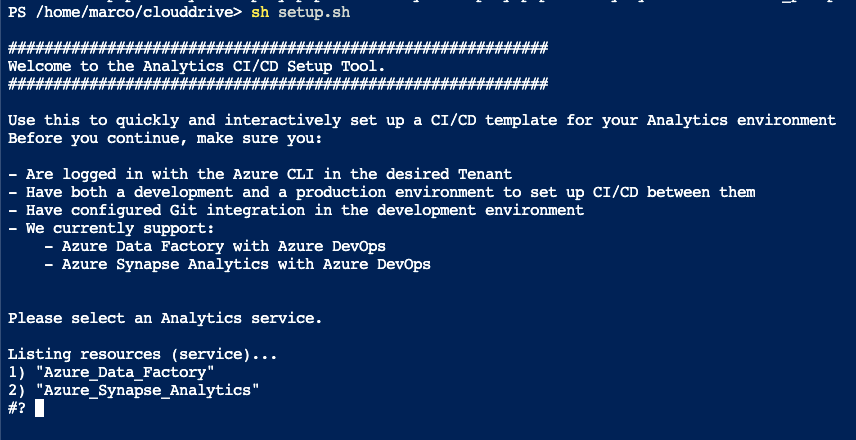 PS /home/marco/clouddrive> sh setup.sh
############################################################
Welcome to the Analytics CI/CD Setup Tool.
############################################################
Use this to quickly and interactively set up a CI/CD template for your Analytics environment
Before you continue, make sure you:
- Are logged in with the Azure CLI in the desired Tenant
- Have both a development and a production environment to set up CI/CD between them
- Have configured Git integration in the development environment
- We currently support:
    - Azure Data Factory with Azure DevOps
    - Azure Synapse Analytics with Azure DevOps
Please select an Analytics service.
Listing resources (service)...
1) "Azure_Data_Factory"
2) "Azure_Synapse_Analytics"
#?